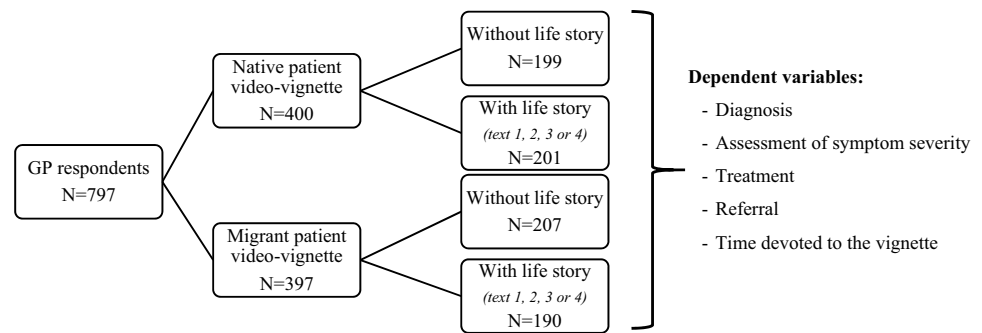 GP respondents
N=797
Native patient
video-vignette
N=400
Migrant patient
video-vignette
N=397
Without life story
N=199
With life story
(text 1, 2, 3 or 4)
N=201
Without life story
N=207
With life story
(text 1, 2, 3 or 4)
N=190
Dependent variables:
- Diagnosis
- Assessment of symptom severity
- Treatment
- Referral
- Time devoted to the vignette